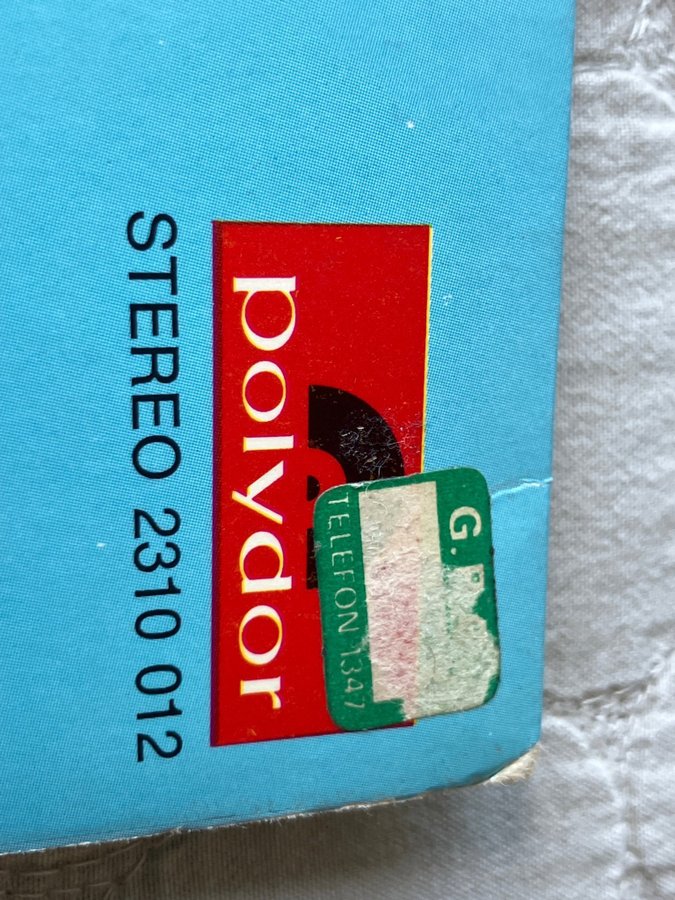 G.
TELEFON 1347
polydor
STEREO 2310 012